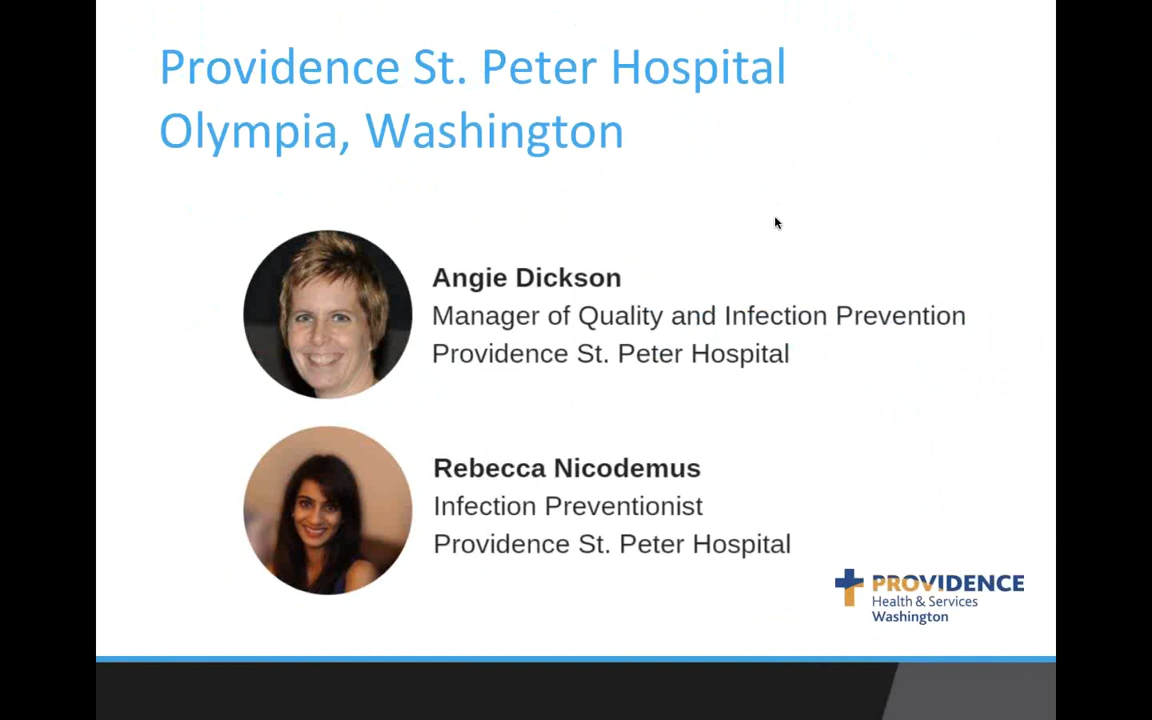 Providence St. Peter Hospital
Olympia, Washington
Angie Dickson
Manager of Quality and Infection Prevention
Providence St. Peter Hospital
Rebecca Nicodemus
Infection Preventionist
Providence St. Peter Hospital
PROVIDENCE
Health & Services
Washington